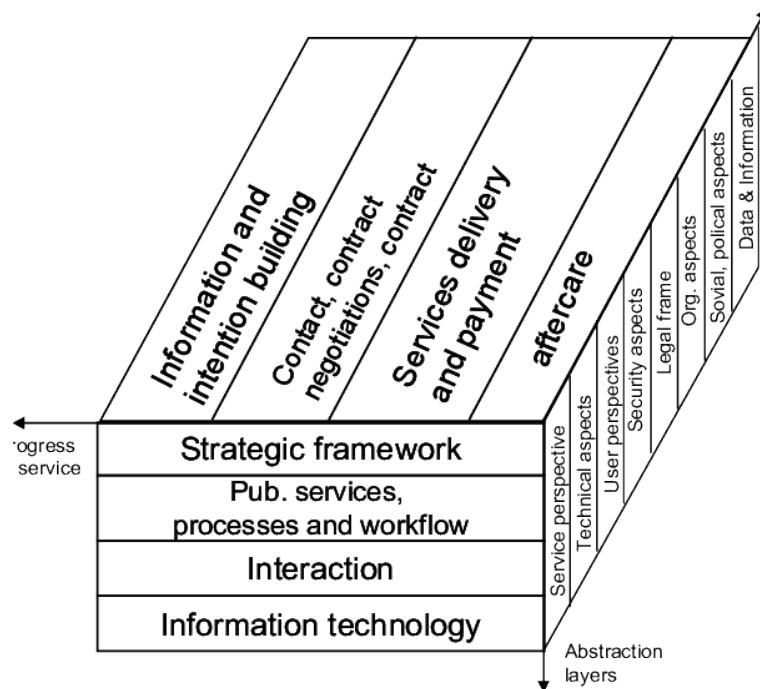 Information and
intention building
Contact, contract
negotiations, contract
Services delivery
and payment
aftercare
Strategic framework
Pub. services,
processes and workflow
Interaction
Information technology
Service perspective
Technical aspects
User perspectives
Security aspects
Legal frame
Org. aspects
Sovial, polical aspects
Data & Information
rogress
service
Abstraction
layers